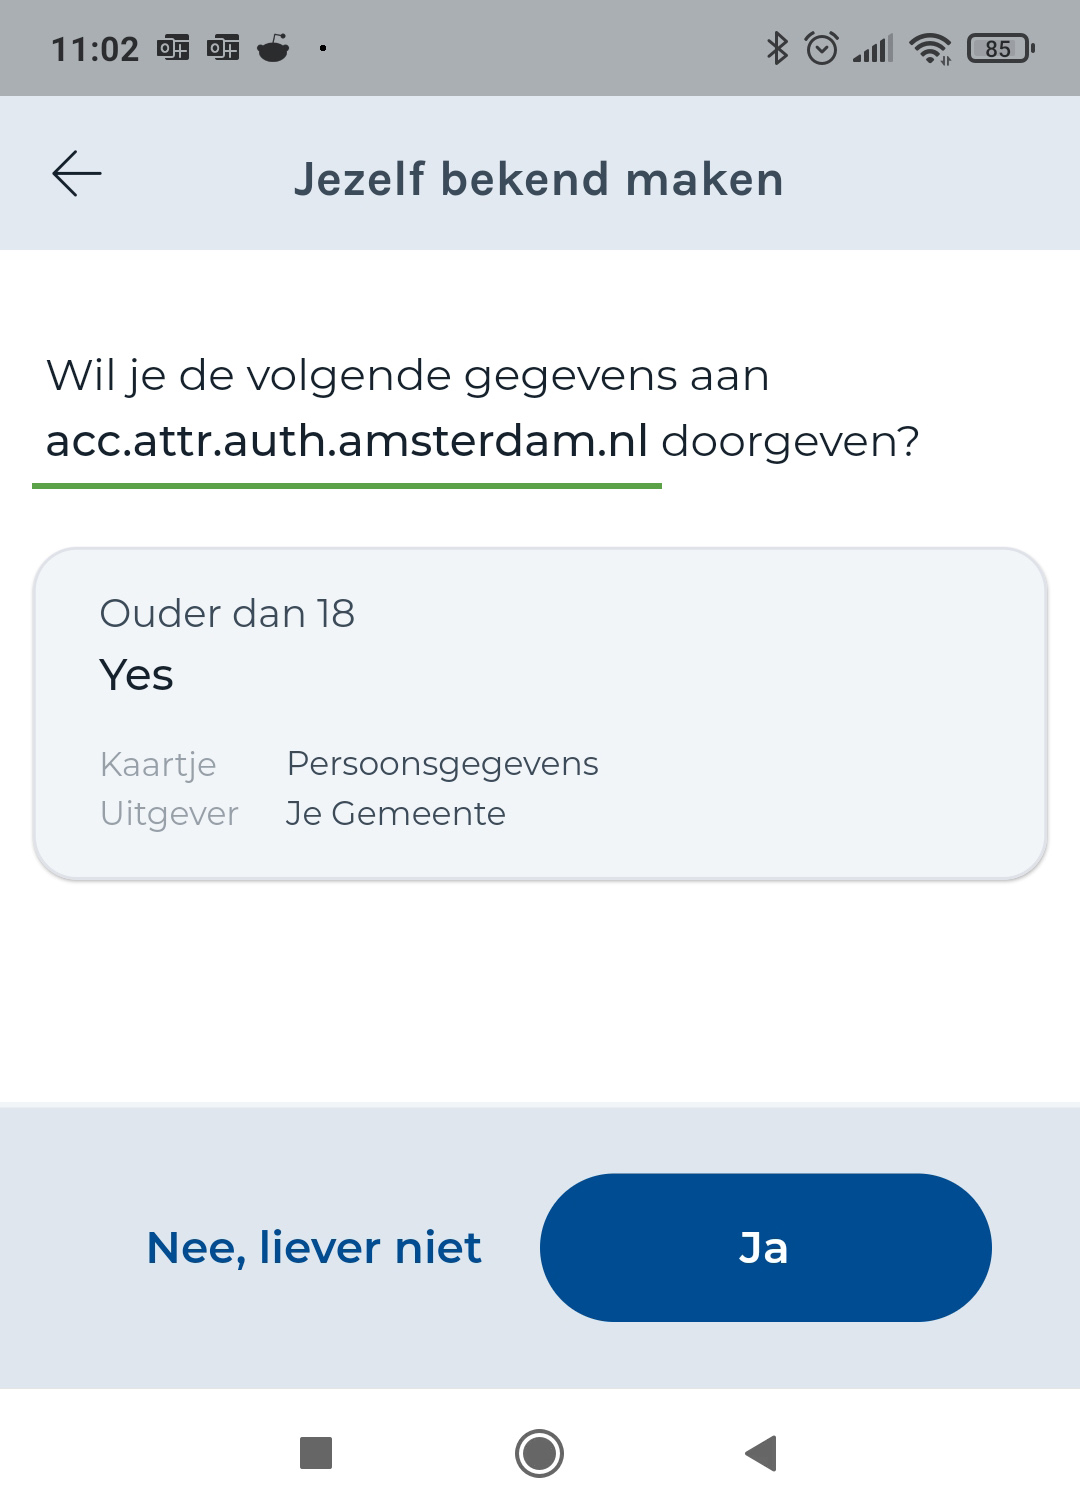 11:02
85
Jezelf bekend maken
Wil je de volgende gegevens aan
acc.attr.auth.amsterdam.nl doorgeven?
Ouder dan 18
Yes
Kaartje Persoonsgegevens
Uitgever Je Gemeente
Nee, liever niet
Ja